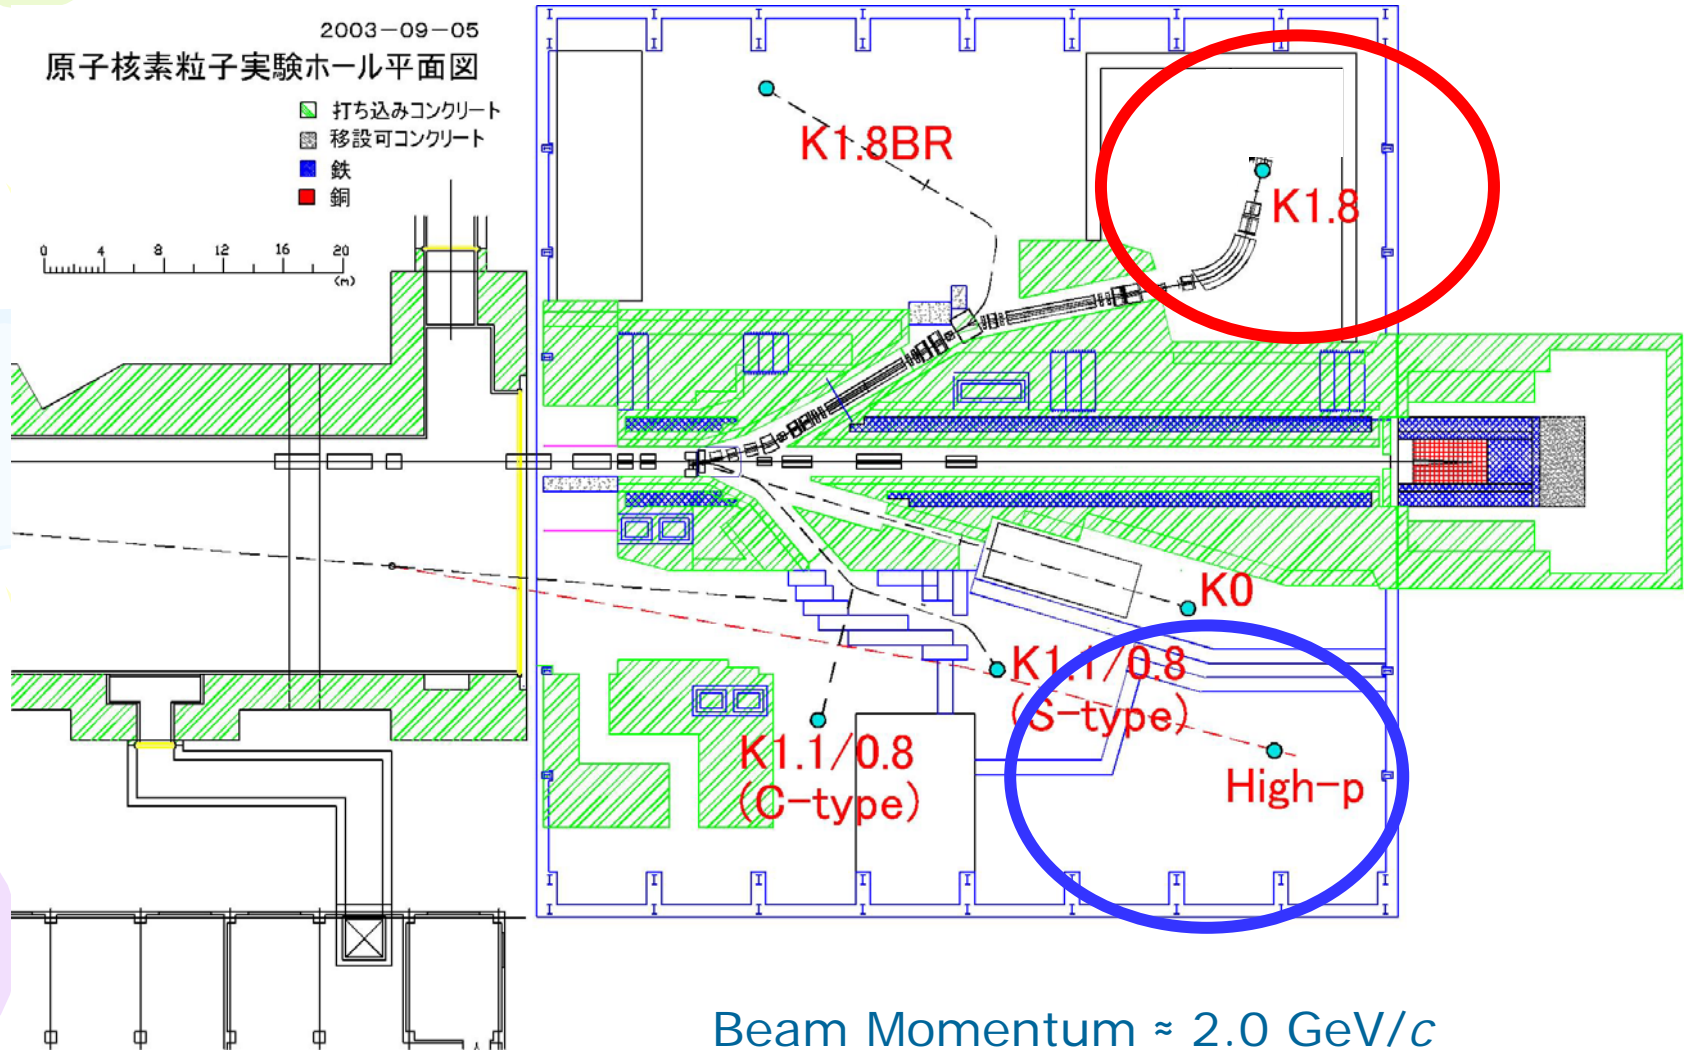 2003-09-05
原子核素粒子実験ホール平面図
打ち込みコンクリート
移設可コンクリート
鉄
銅
0 4 8 12 16 20
(m)
K1.8BR
K1.8
K0
K1.1/0.8
(S-type)
K1.1/0.8
(C-type)
High-p
Beam Momentum ≈ 2.0 GeV/c